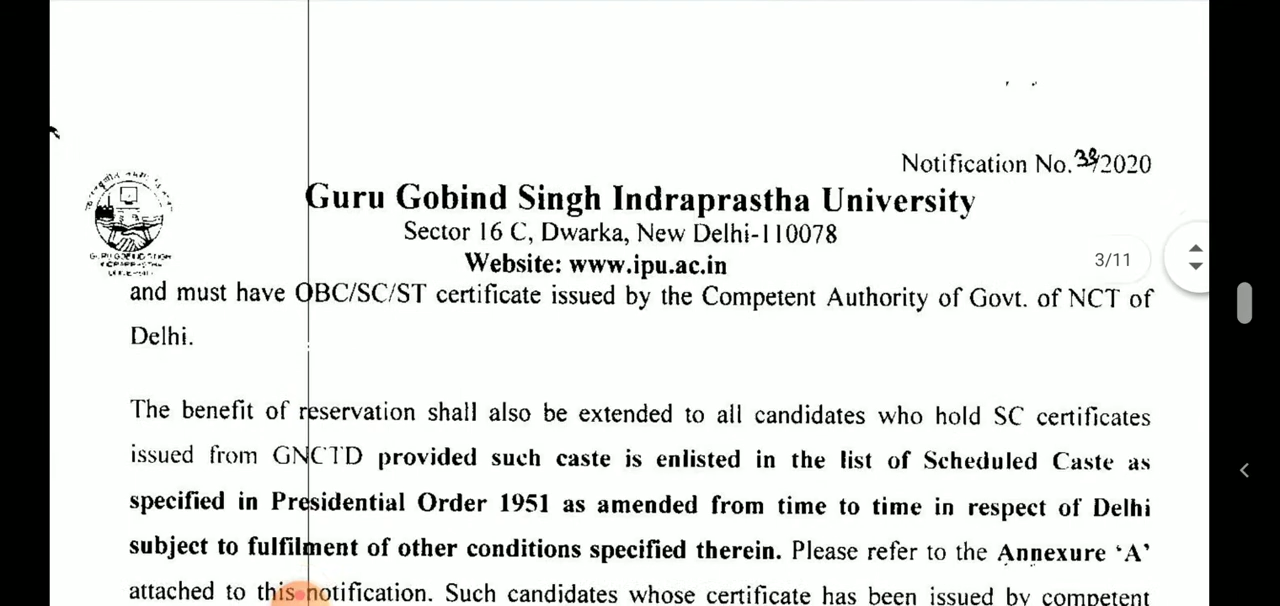 Notification No. /2020
Guru Gobind Singh Indraprastha University
Sector 16 C, Dwarka, New Delhi-110078
Website: www.ipu.ac.in
3/11
and must have OBC/SC/ST certificate issued by the Competent Authority of Govt. of NCT of
Delhi.
The benefit of reservation shall also be extended to all candidates who hold SC certificates
issued from GNCTD provided such caste is enlisted in the list of Scheduled Caste as
specified in Presidential Order 1951 as amended from time to time in respect of Delhi
subject to fulfilment of other conditions specified therein. Please refer to the Annexure ‘A’
attached to this notification. Such candidates whose certificate has been issued by competent